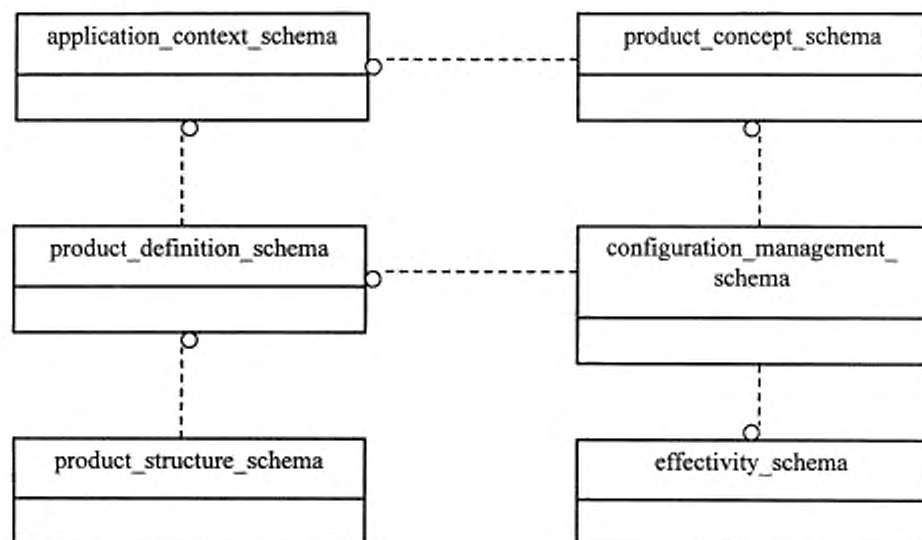 application_context_schema
product_concept_schema
product_definition_schema
configuration_management_
schema
product_structure_schema
effectivity_schema